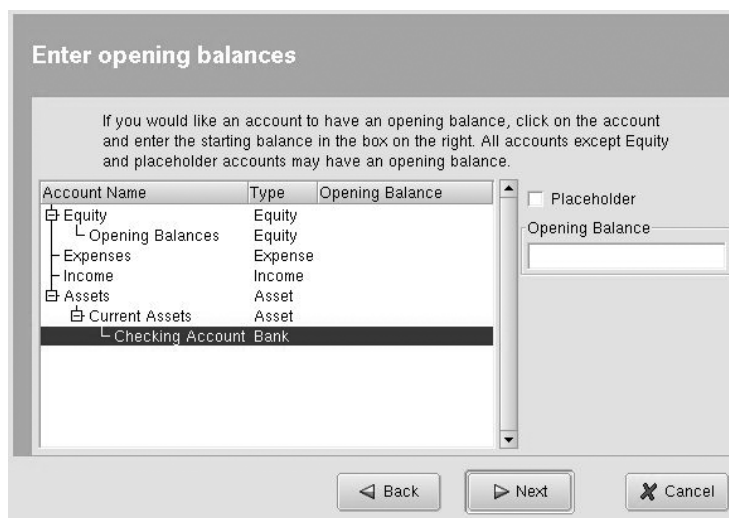 Enter opening balances
If you would like an account to have an opening balance, click on the account
and enter the starting balance in the box on the right. All accounts except Equity
and placeholder accounts may have an opening balance.
Account Name Type Opening Balance
Equity Equity
Opening Balances Equity
Expenses Expense
Income Income
Assets Asset
Current Assets Asset
Checking Account Bank
Placeholder
Opening Balance
Back Next Cancel